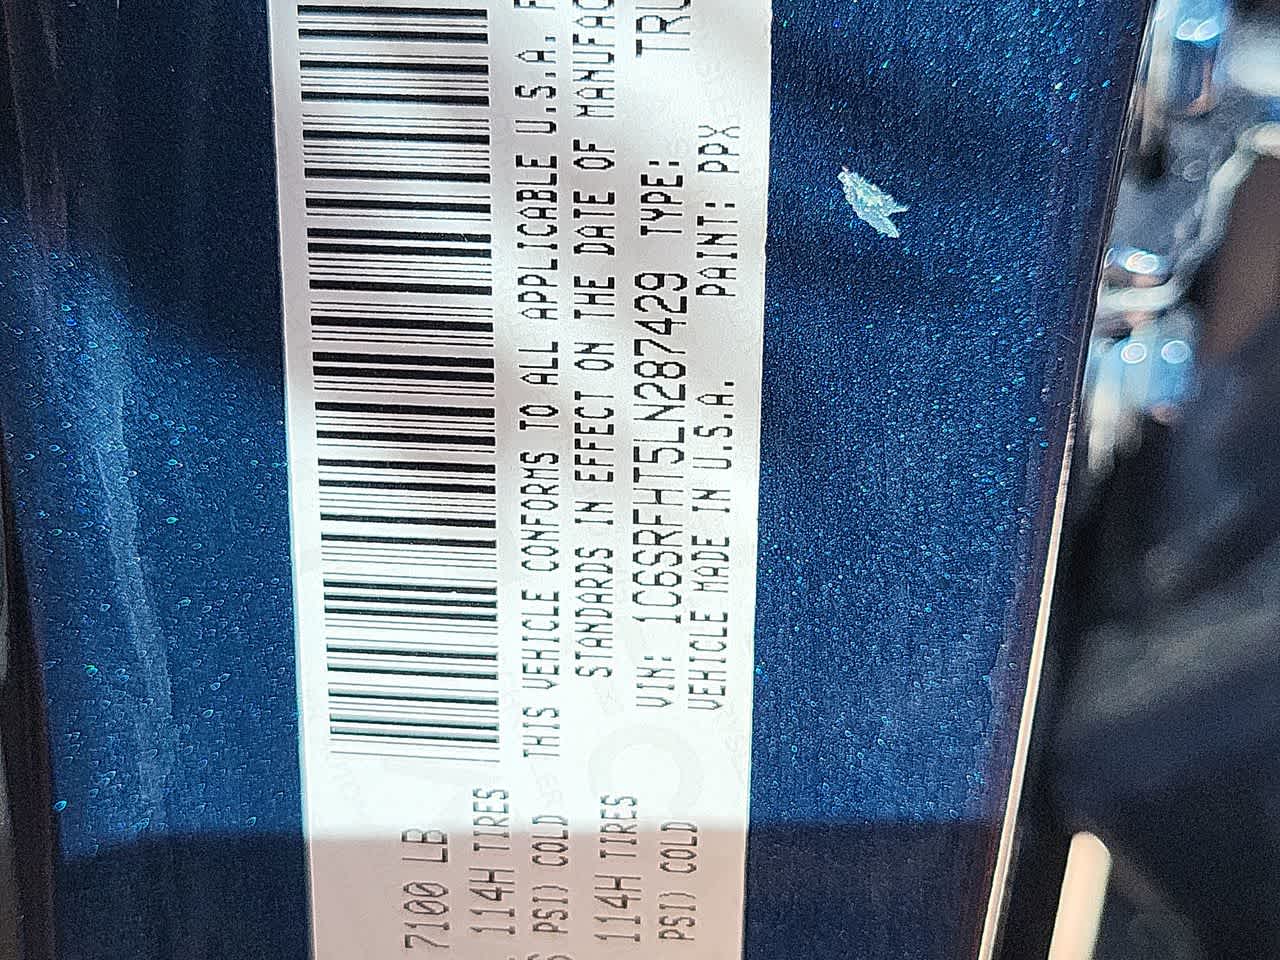 7100 LB
114H TIRES
PSI) COLD
114H TIRES
PSI) COLD
THIS VEHICLE CONFORMS TO ALL APPLICABLE U.S.A. F
STANDARDS IN EFFECT ON THE DATE OF MANUFAC
VIN: 1C6SRFHT5LN287429 TYPE: TRU
VEHICLE MADE IN U.S.A. PAINT: PPX